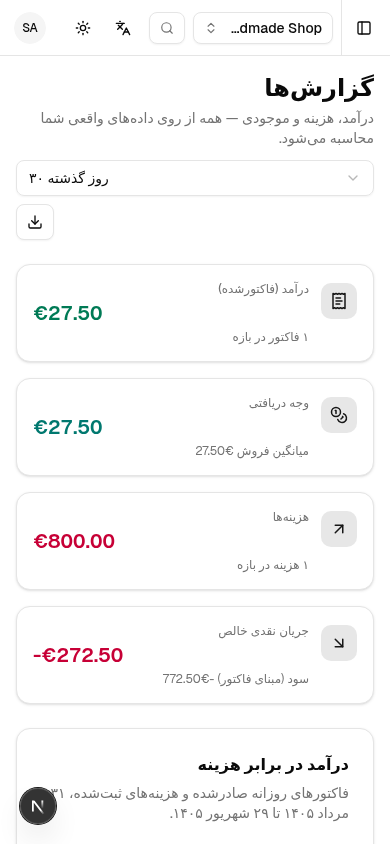 SA
...dmade Shop
گزارش‌ها
درآمد، هزینه و موجودی — همه از روی داده‌های واقعی شما
محاسبه می‌شود.
۳۰ روز گذشته
درآمد (فاکتورشده)
€27.50
۱ فاکتور در بازه
وجه دریافتی
€27.50
میانگین فروش €27.50
هزینه‌ها
€800.00
۱ هزینه در بازه
جریان نقدی خالص
-€272.50
سود (مبنای فاکتور) -€772.50
درآمد در برابر هزینه
فاکتورهای روزانه صادرشده و هزینه‌های ثبت‌شده، ۳۱
مرداد ۱۴۰۵ تا ۲۹ شهریور ۱۴۰۵.
N